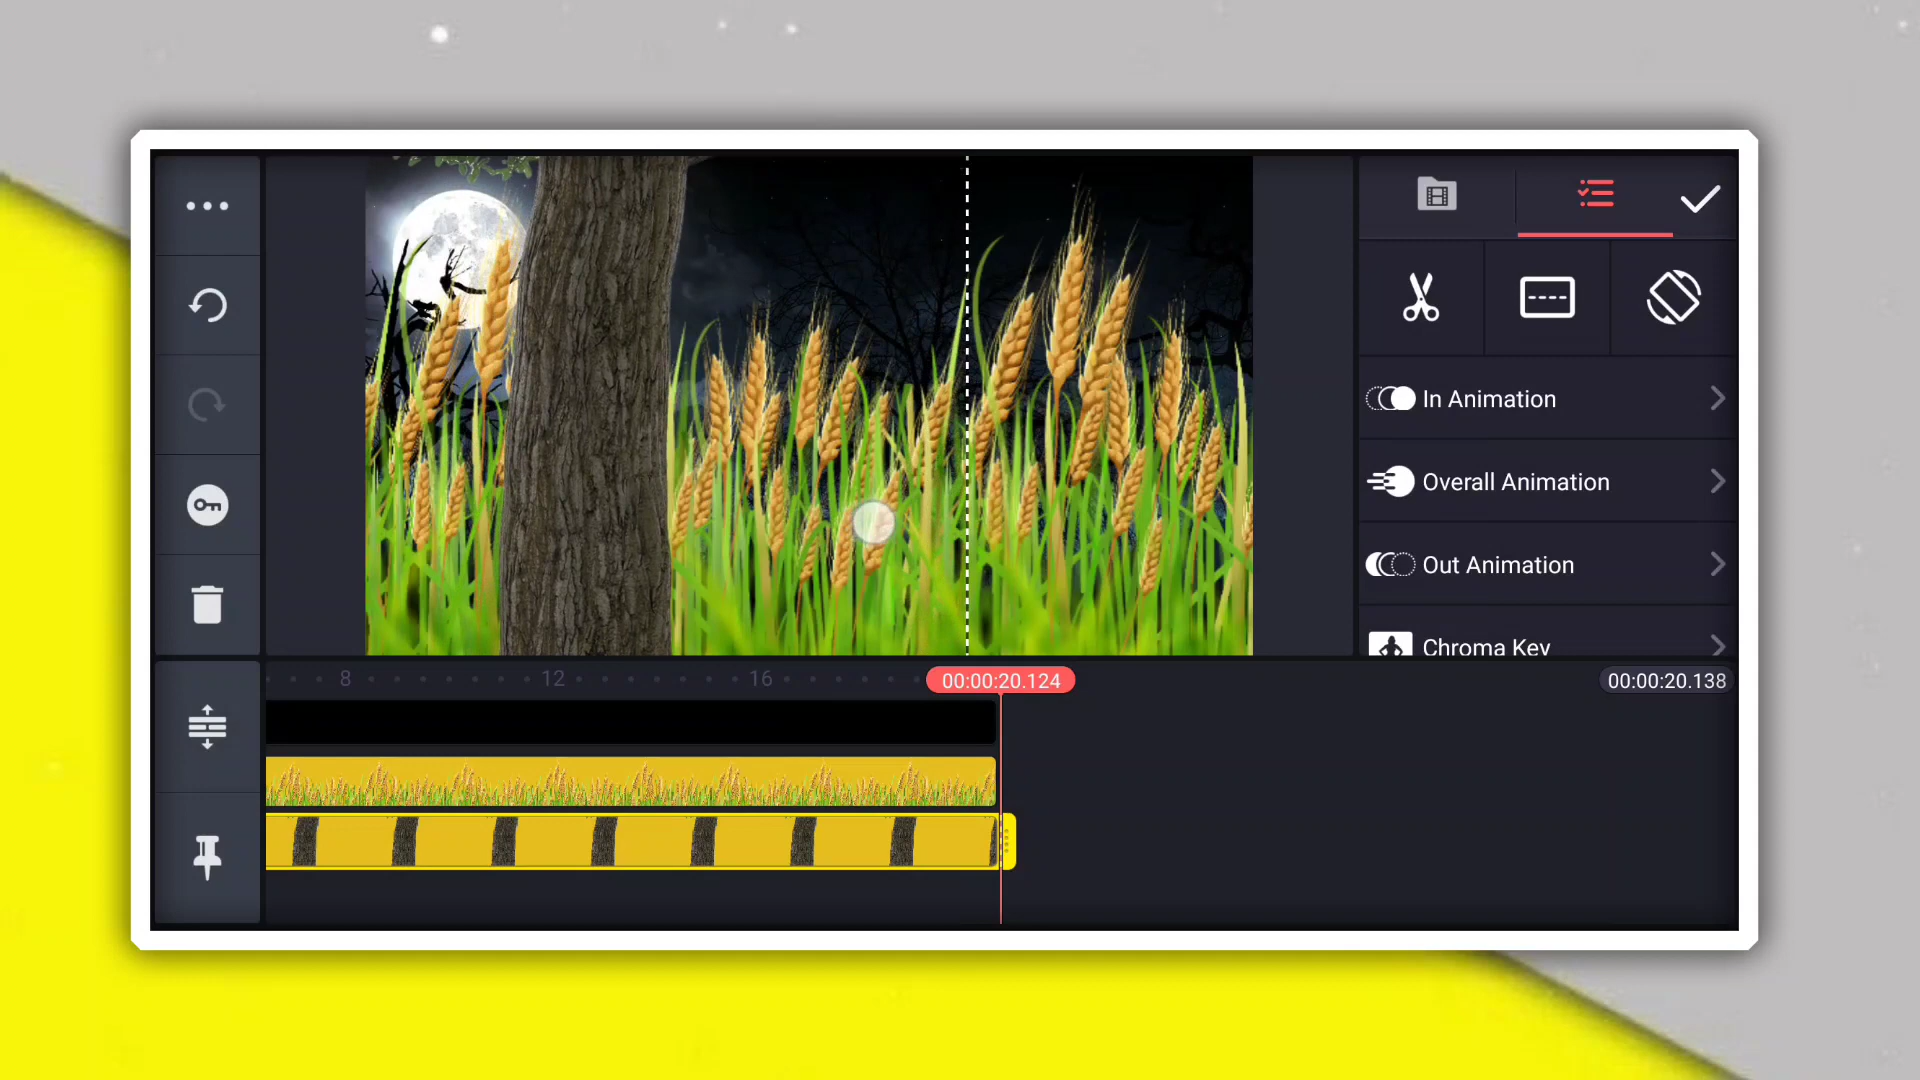 In Animation
Overall Animation
Out Animation
Chroma Key
8
12
16
00:00:20.124
00:00:20.138